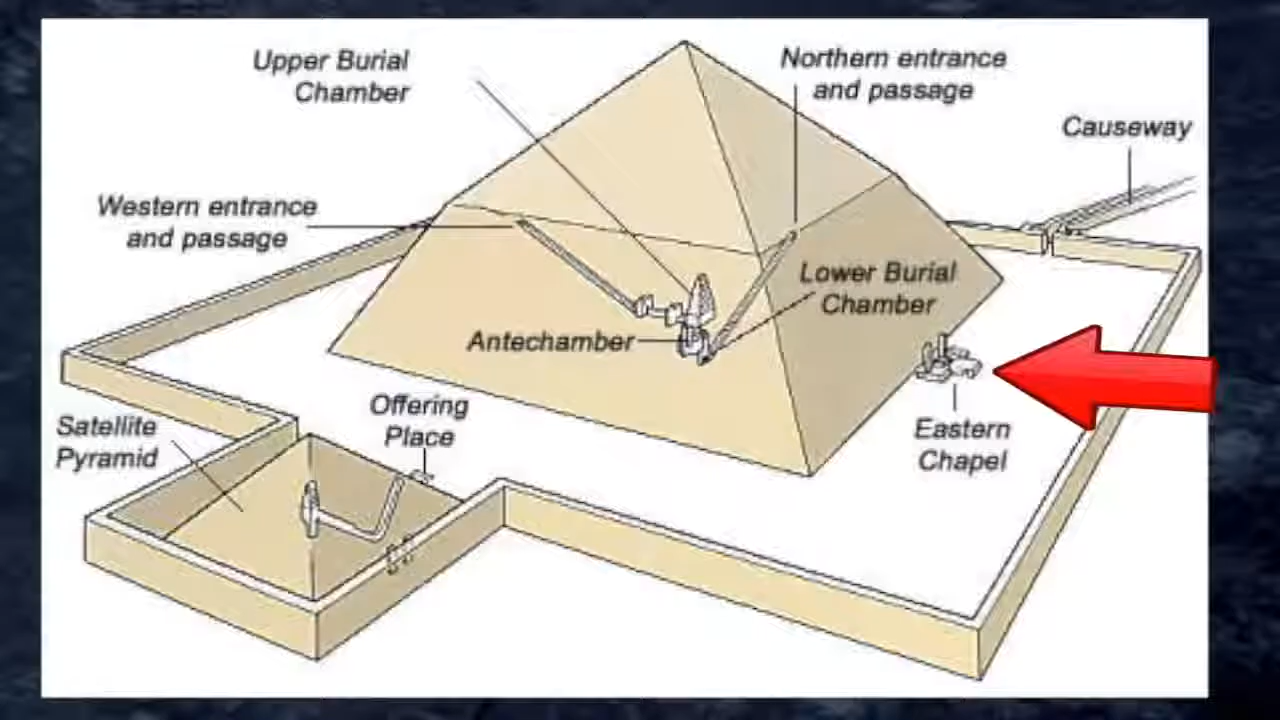 Upper Burial
Chamber
Northern entrance
and passage
Causeway
Western entrance
and passage
Lower Burial
Chamber
Antechamber
Offering
Place
Eastern
Chapel
Satellite
Pyramid